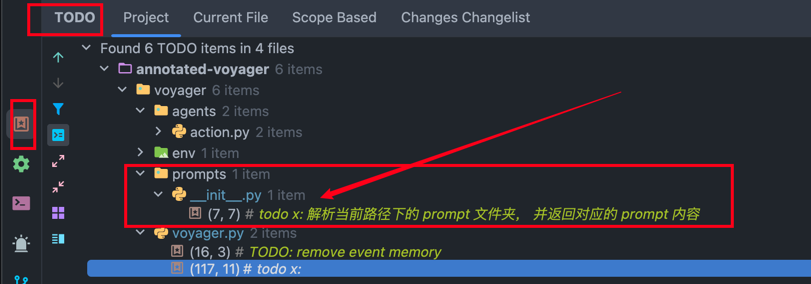 TODO Project Current File Scope Based Changes Changelist
Found 6 TODO items in 4 files
annotated-voyager 6 items
voyager 6 items
agents 2 items
action.py 2 items
env 1 item
prompts 1 item
__init__.py 1 item
(7, 7) # todo x: 解析当前路径下的 prompt 文件夹， 并返回对应的 prompt 内容
voyager.py 2 items
(16, 3) # TODO: remove event memory
(117, 11) # todo x: